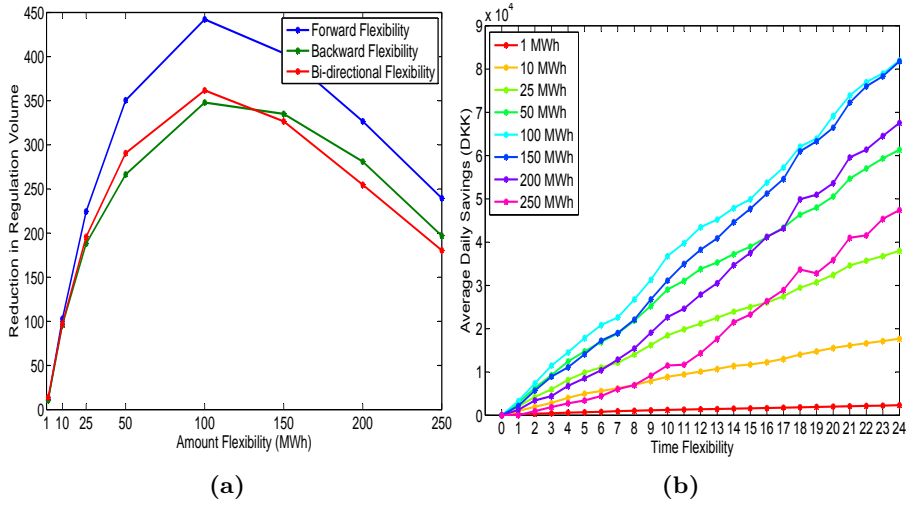 450
400
350
300
250
200
150
100
50
0
Reduction in Regulation Volume
Forward Flexibility
Backward Flexibility
Bi-directional Flexibility
1 10 25 50 100 150 200 250
Amount Flexibility (MWh)
(a)
x 10^4
9
8
7
6
5
4
3
2
1
0
Average Daily Savings (DKK)
1 MWh
10 MWh
25 MWh
50 MWh
100 MWh
150 MWh
200 MWh
250 MWh
0 1 2 3 4 5 6 7 8 9 10 11 12 13 14 15 16 17 18 19 20 21 22 23 24
Time Flexibility
(b)